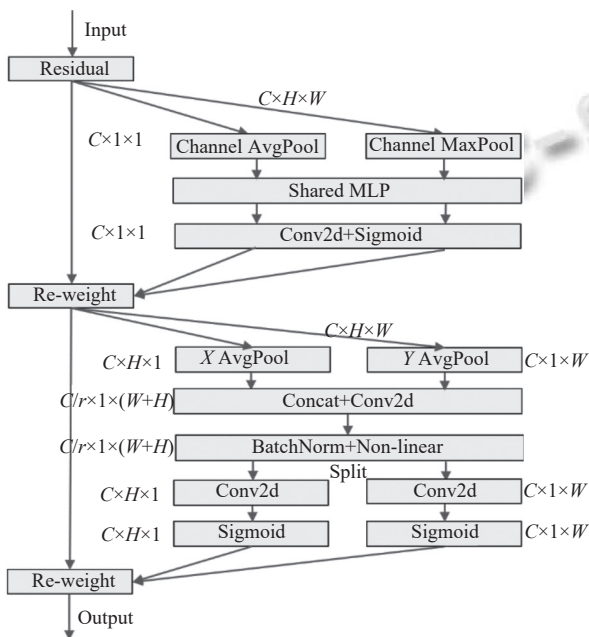 Input
Residual
C×H×W
C×1×1
Channel AvgPool
Channel MaxPool
Shared MLP
C×1×1
Conv2d+Sigmoid
Re-weight
C×H×W
C×H×1
X AvgPool
Y AvgPool
C×1×W
C/r×1×(W+H)
Concat+Conv2d
C/r×1×(W+H)
BatchNorm+Non-linear
Split
C×H×1
Conv2d
Conv2d
C×1×W
C×H×1
Sigmoid
Sigmoid
C×1×W
Re-weight
Output